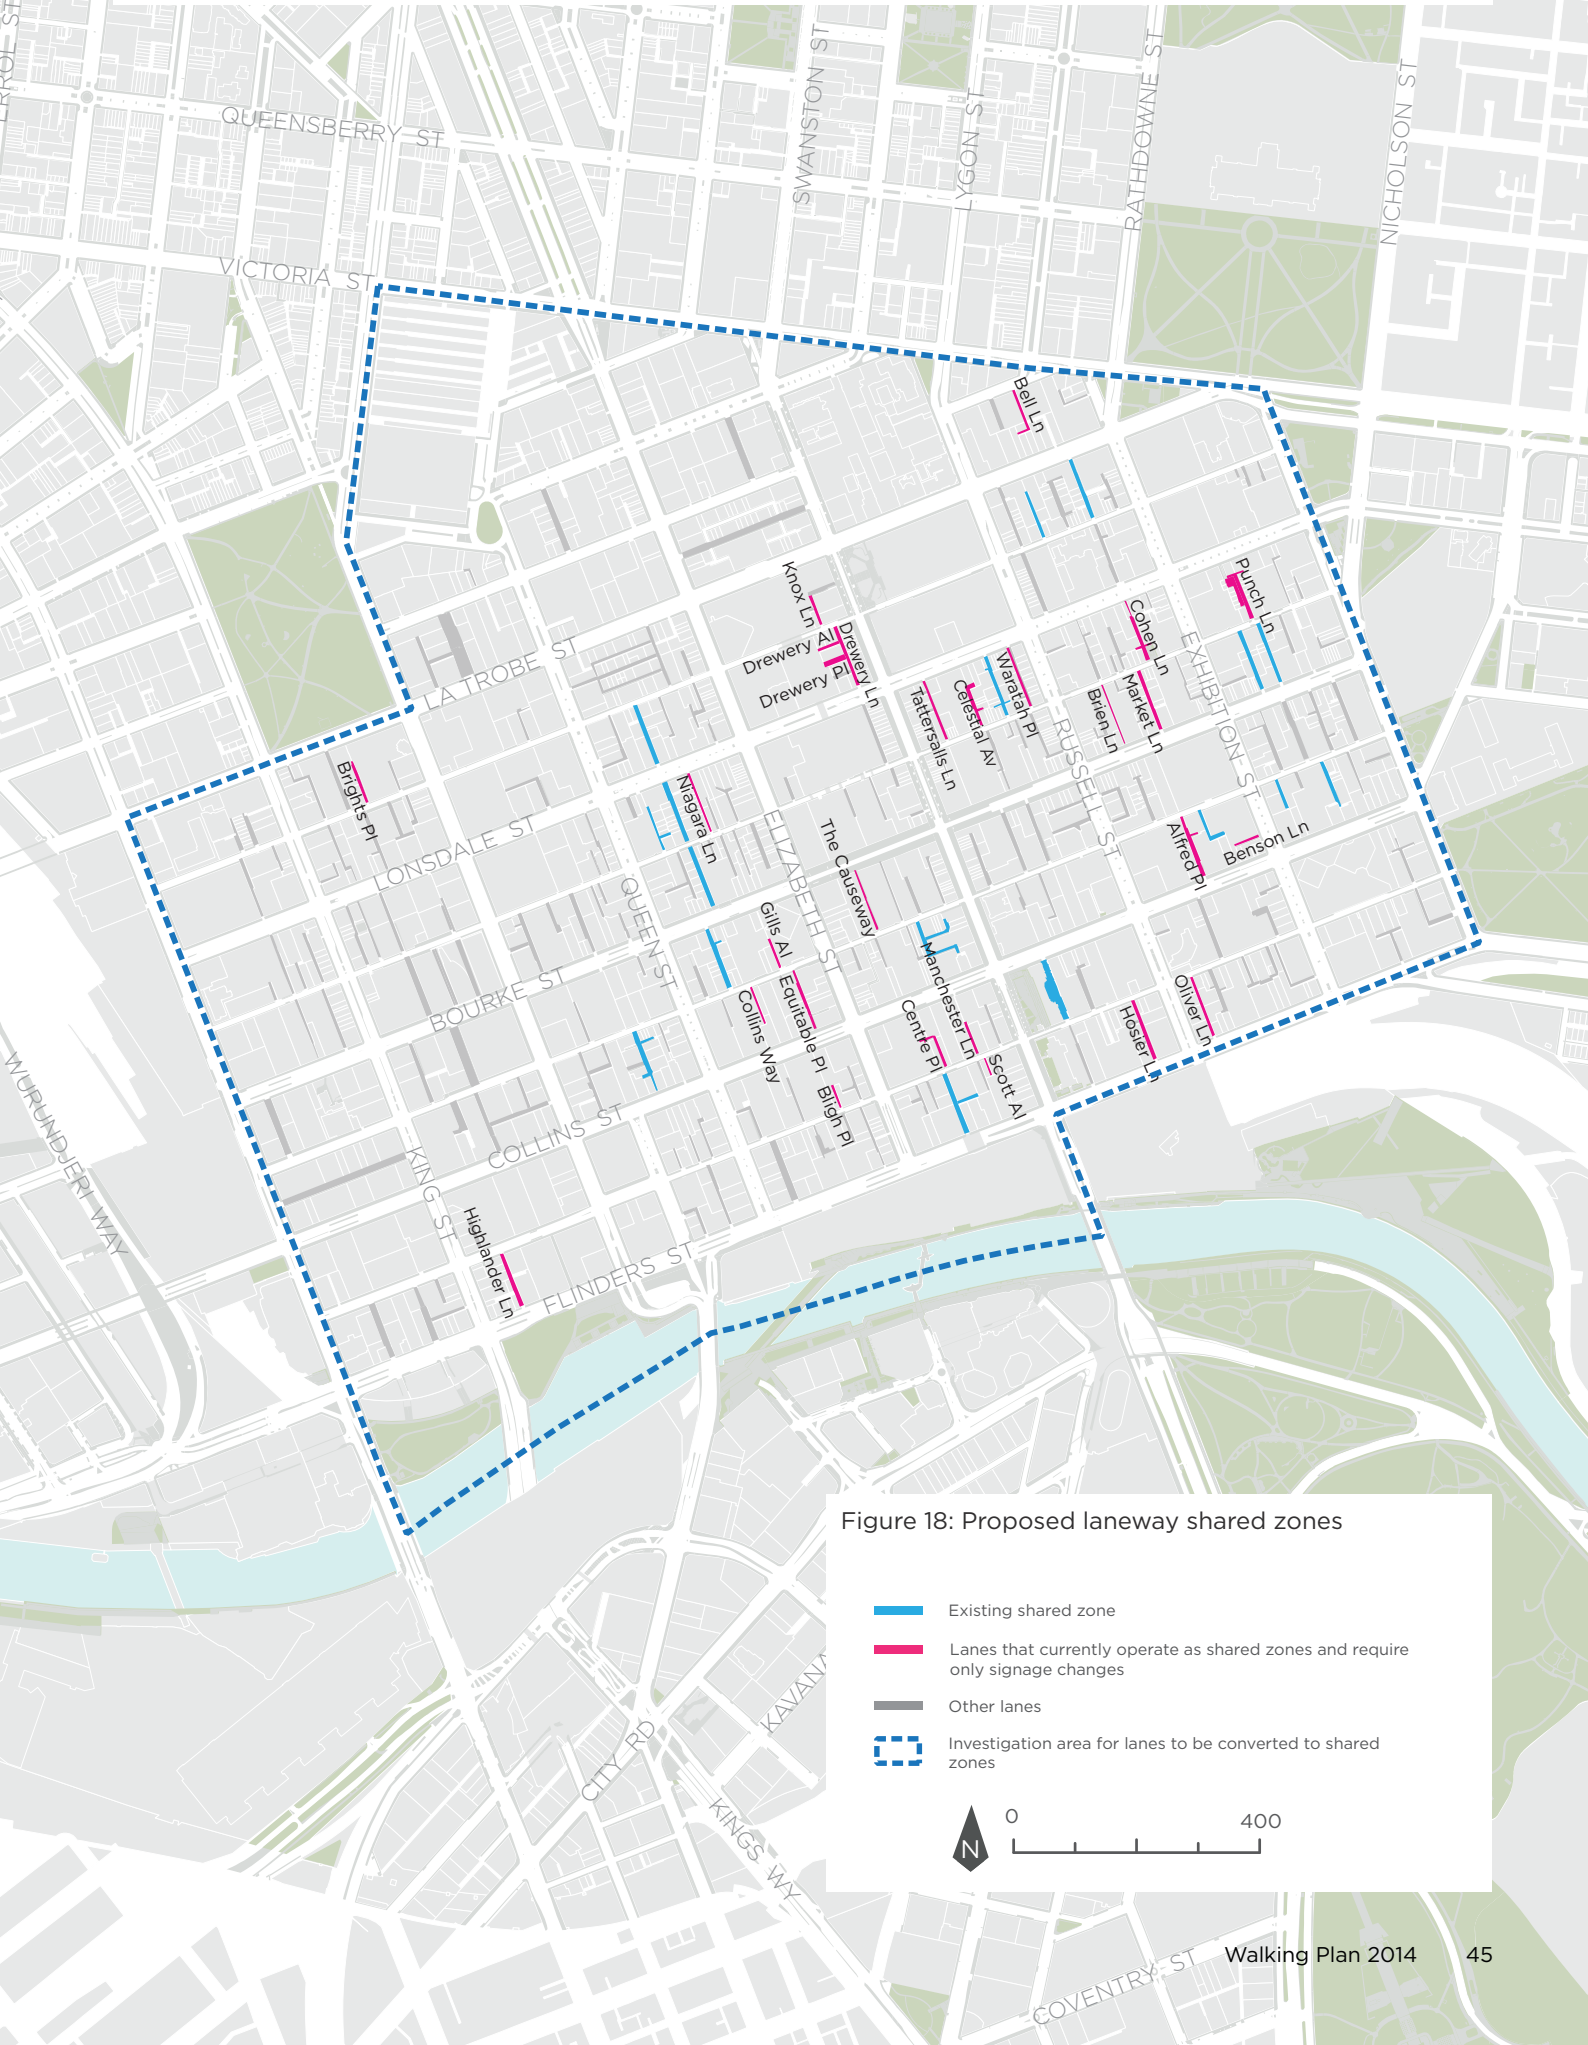 ERROL ST
QUEENSBERRY ST
SWANSTON ST
LYGON ST
RATHDOWNE ST
NICHOLSON ST
VICTORIA ST
Bell Ln
Knox Ln
Drewery Al
Drewery Pl
Drewery Ln
Punch Ln
Cohen Ln
EXHIBITION ST
LA TROBE ST
Waratah Pl
Celestial Av
Tattersalls Ln
Brien Ln
Market Ln
RUSSELL ST
Brights Pl
Niagara Ln
LONSDALE ST
ELIZABETH ST
The Causeway
Alfred Pl
Benson Ln
QUEEN ST
Gills Al
Manchester Ln
BOURKE ST
Collins Way
Equitable Pl
Centre Pl
Hosier Ln
Oliver Ln
Scott Al
Bligh Pl
COLLINS ST
WURUNDJERI WAY
KING ST
Highlander Ln
FLINDERS ST
Figure 18: Proposed laneway shared zones
Existing shared zone
Lanes that currently operate as shared zones and require
only signage changes
Other lanes
Investigation area for lanes to be converted to shared
zones
0
400
N
KAVANA
CITY RD
KINGS WY
Walking Plan 2014 45
COVENTRY ST